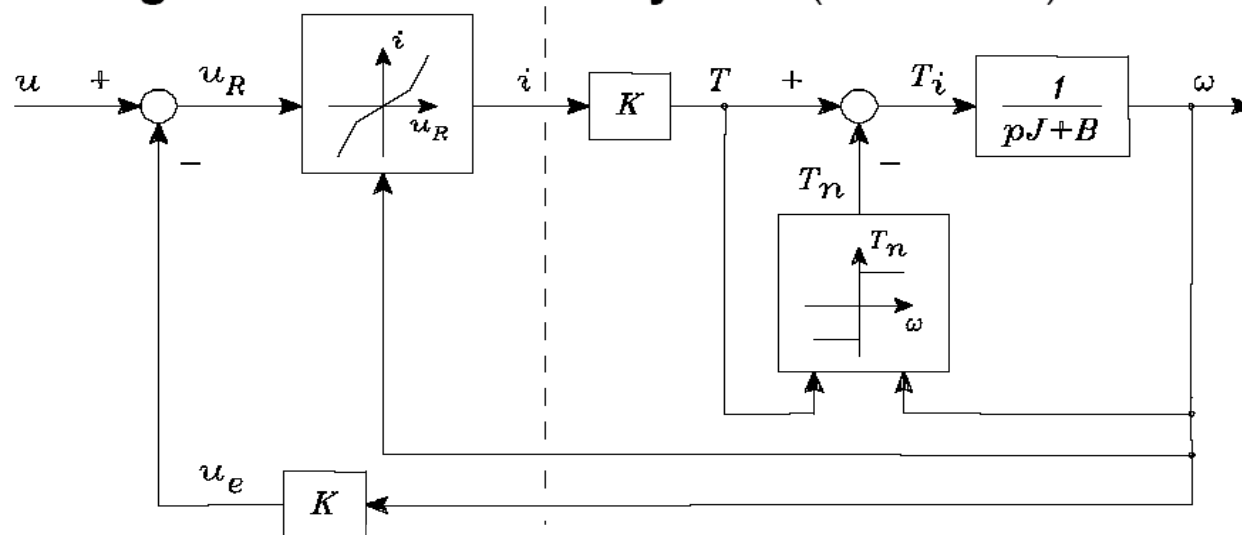 u + u_R i i K T + T_i 1 ω
u_R pJ+B
− −
T_n
T_n
ω
u_e
K